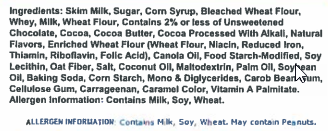 Ingredients: Skim Milk, Sugar, Corn Syrup, Bleached Wheat Flour,
Whey, Milk, Wheat Flour, Contains 2% or less of Unsweetened
Chocolate, Cocoa, Cocoa Butter, Cocoa Processed With Alkali, Natural
Flavors, Enriched Wheat Flour (Wheat Flour, Niacin, Reduced Iron,
Thiamin, Riboflavin, Folic Acid), Canola Oil, Food Starch-Modified, Soy
Lecithin, Oat Fiber, Salt, Coconut Oil, Maltodextrin, Palm Oil, Soybean
Oil, Baking Soda, Corn Starch, Mono & Diglycerides, Carob Bean Gum,
Cellulose Gum, Carrageenan, Caramel Color, Vitamin A Palmitate.
Allergen Information: Contains Milk, Soy, Wheat.
ALLERGEN INFORMATION: Contains Milk, Soy, Wheat. May contain Peanuts.